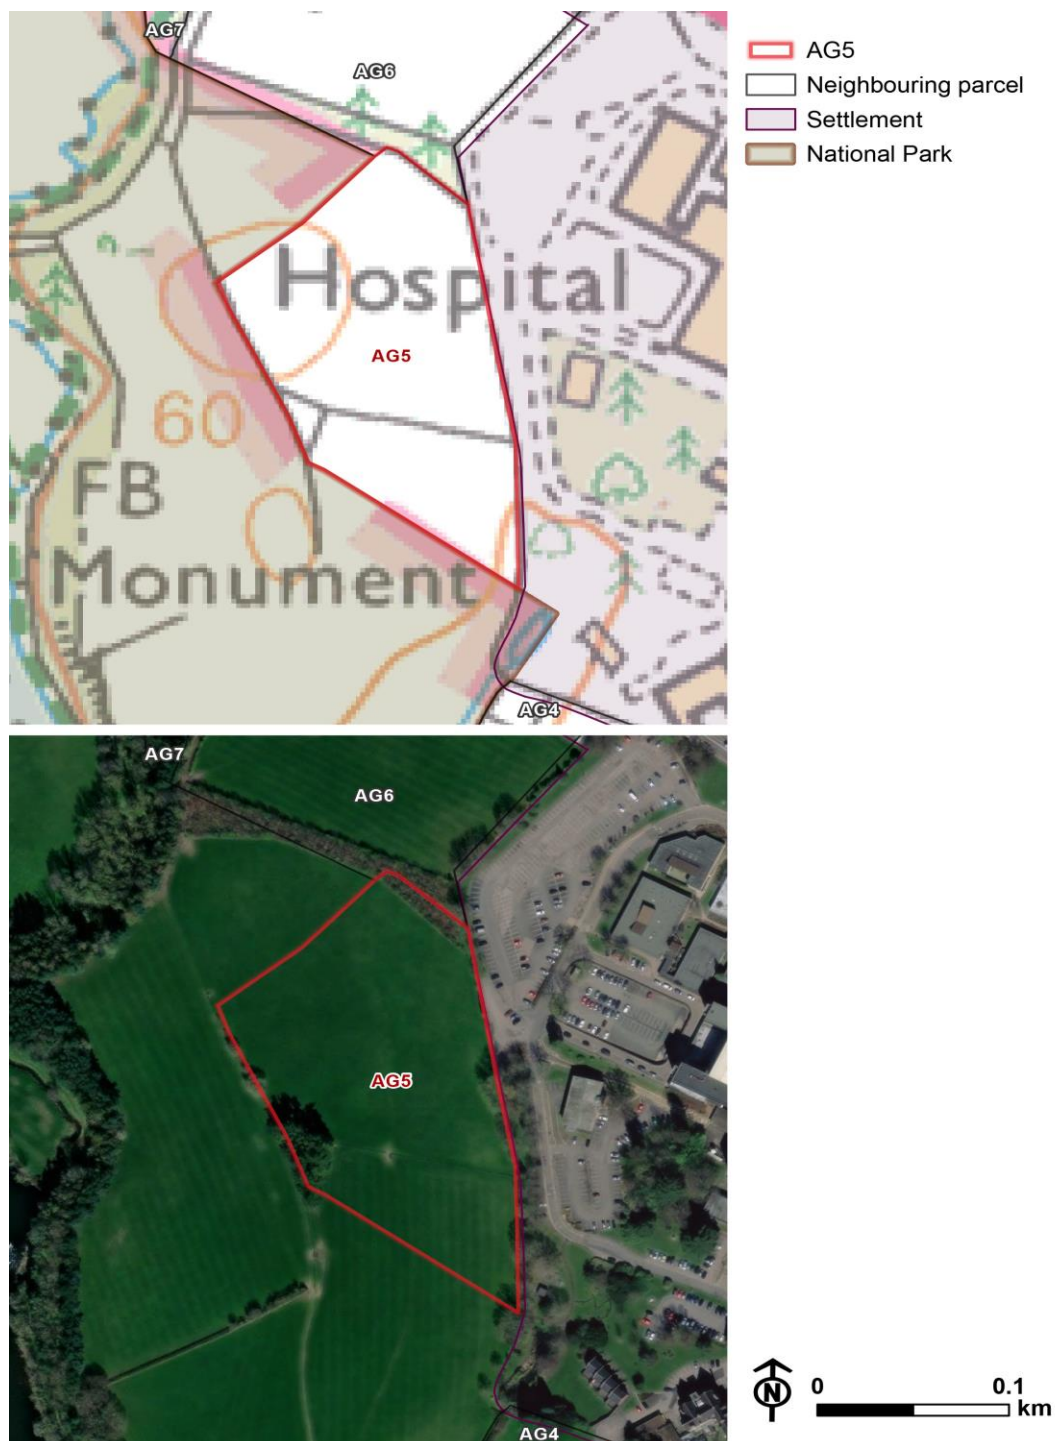 AG7
AG6
Hospital
AG5
60
FB
Monument
AG4
AG5
Neighbouring parcel
Settlement
National Park
AG7
AG6
AG5
AG4
N
0 0.1
km